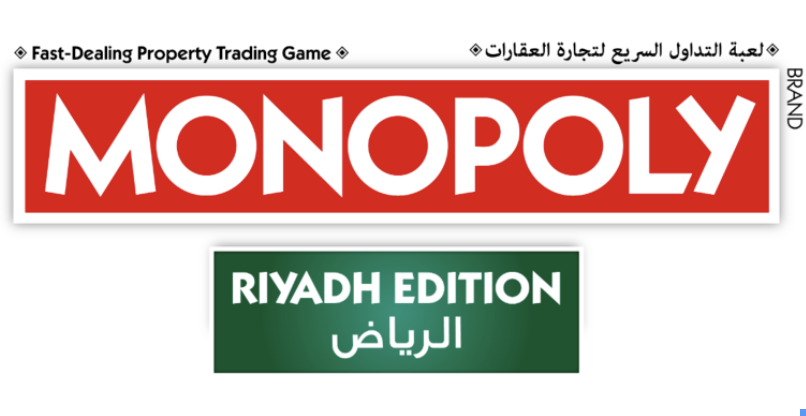 Fast-Dealing Property Trading Game
لعبة التداول السريع لتجارة العقارات
MONOPOLY
BRAND
RIYADH EDITION
الرياض